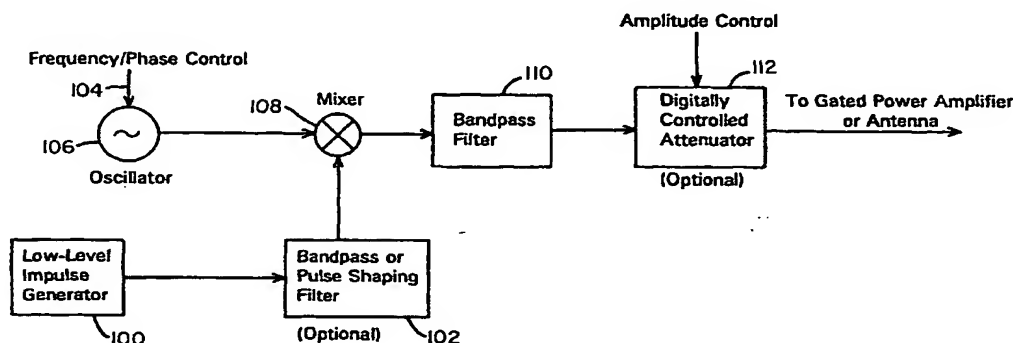 Amplitude Control
Frequency/Phase Control
104
108
Mixer
110
112
106
~
Oscillator
Bandpass
Filter
Digitally
Controlled
Attenuator
(Optional)
To Gated Power Amplifier
or Antenna
Low-Level
Impulse
Generator
100
Bandpass or
Pulse Shaping
Filter
(Optional)
102